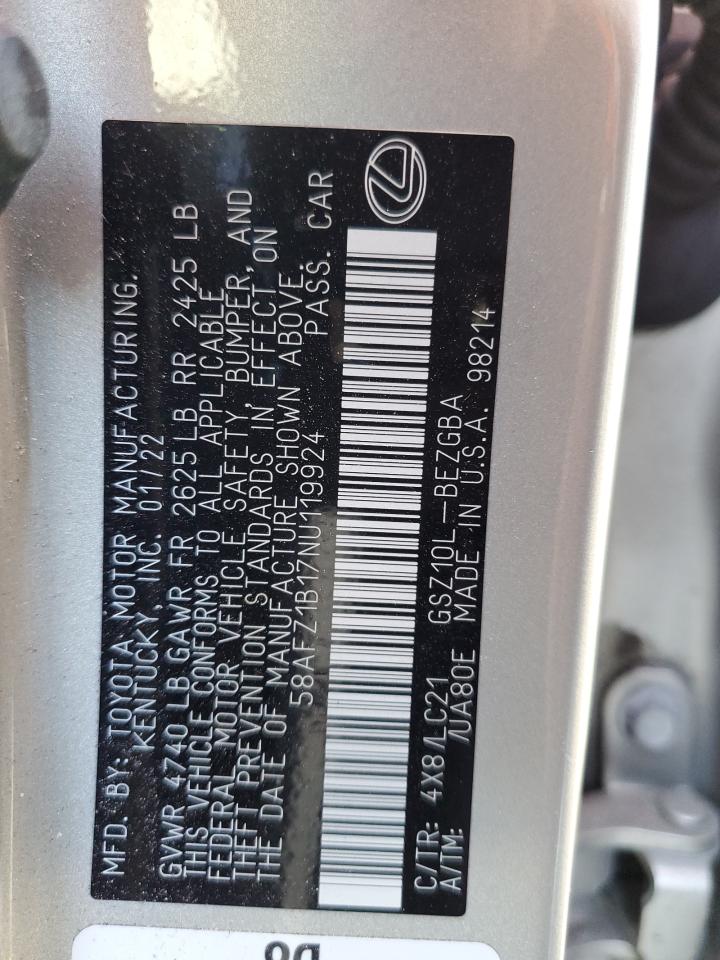 MFD. BY: TOYOTA MOTOR MANUFACTURING.
KENTUCKY, INC. 01/22
GVWR 4740 LB GAWR FR 2625 LB RR 2425 LB
THIS VEHICLE CONFORMS TO ALL APPLICABLE
FEDERAL MOTOR VEHICLE SAFETY, BUMPER, AND
THEFT PREVENTION STANDARDS IN EFFECT ON
THE DATE OF MANUFACTURE SHOWN ABOVE.
58AFZ1B17NU119924 PASS. CAR
C/TR: 4X8/LC21 GSZ10L-BEZGBA
A/TM: /UA80E MADE IN U.S.A. 98214